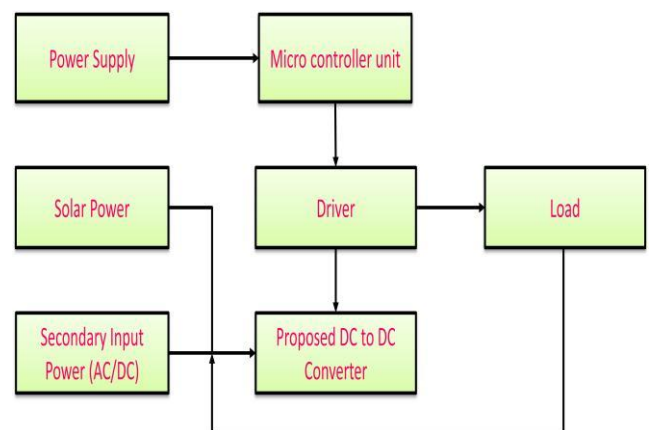 Power Supply
Micro controller unit
Solar Power
Driver
Load
Secondary Input
Power (AC/DC)
Proposed DC to DC
Converter